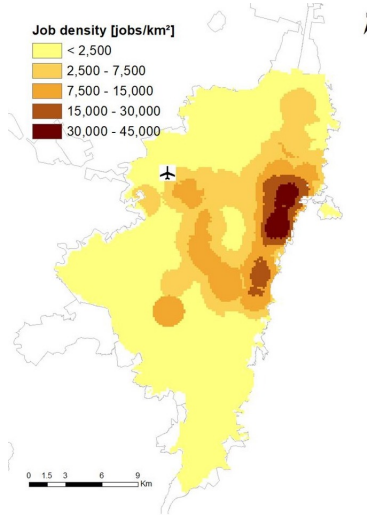 Job density [jobs/km²]
< 2,500
2,500 - 7,500
7,500 - 15,000
15,000 - 30,000
30,000 - 45,000
0 1.5 3 6 9
Km